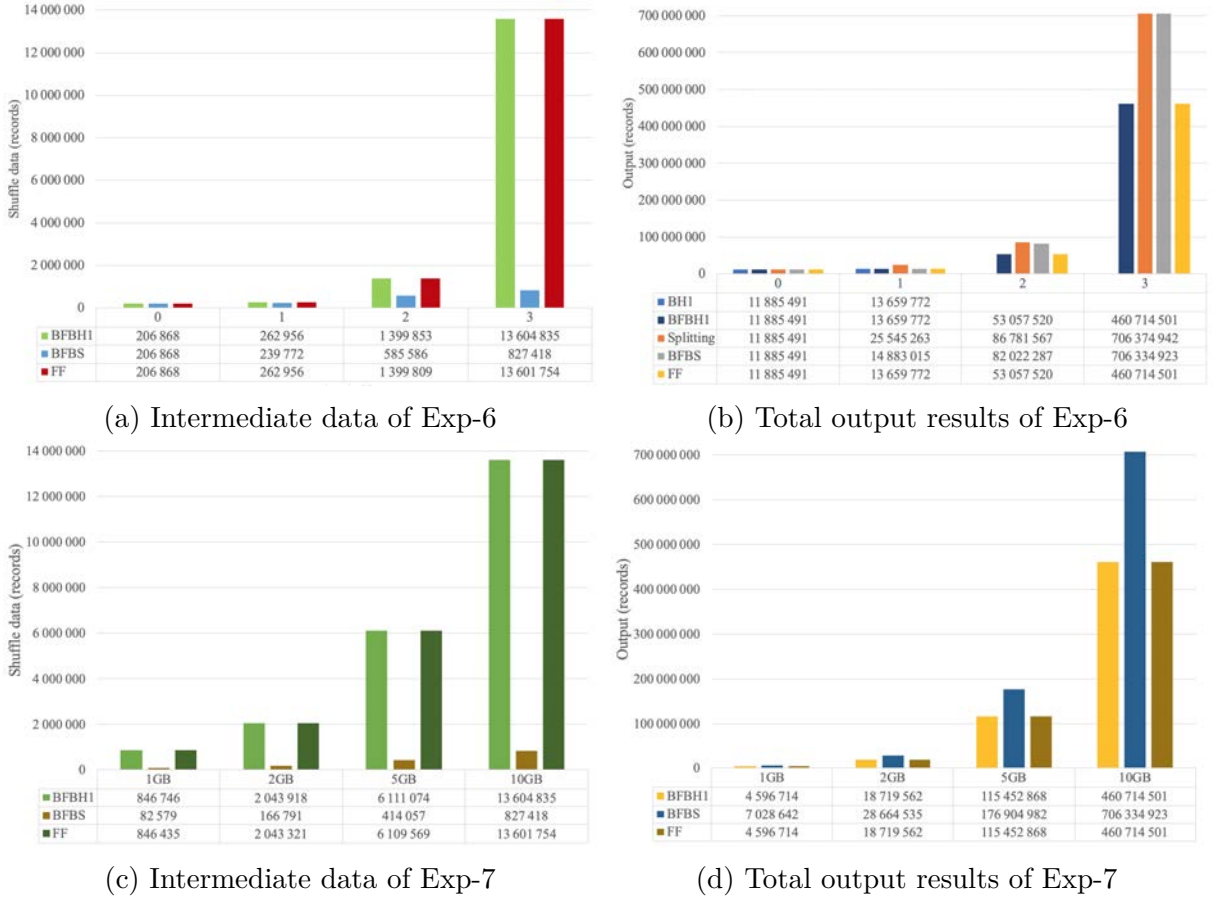 14 000 000
12 000 000
10 000 000
8 000 000
6 000 000
4 000 000
2 000 000
0
Shuffle data (records)
0 1 2 3
BFBH1 206 868 262 956 1 399 853 13 604 835
BFBS 206 868 239 772 585 586 827 418
FF 206 868 262 956 1 399 809 13 601 754
(a) Intermediate data of Exp-6
700 000 000
600 000 000
500 000 000
400 000 000
300 000 000
200 000 000
100 000 000
0
Output (records)
0 1 2 3
BH1 11 885 491 13 659 772
BFBH1 11 885 491 13 659 772 53 057 520 460 714 501
Splitting 11 885 491 25 545 263 86 781 567 706 374 942
BFBS 11 885 491 14 883 015 82 022 287 706 334 923
FF 11 885 491 13 659 772 53 057 520 460 714 501
(b) Total output results of Exp-6
14 000 000
12 000 000
10 000 000
8 000 000
6 000 000
4 000 000
2 000 000
0
Shuffle data (records)
1GB 2GB 5GB 10GB
BFBH1 846 746 2 043 918 6 111 074 13 604 835
BFBS 82 579 166 791 414 057 827 418
FF 846 435 2 043 321 6 109 569 13 601 754
(c) Intermediate data of Exp-7
700 000 000
600 000 000
500 000 000
400 000 000
300 000 000
200 000 000
100 000 000
0
Output (records)
1GB 2GB 5GB 10GB
BFBH1 4 596 714 18 719 562 115 452 868 460 714 501
BFBS 7 028 642 28 664 535 176 904 982 706 334 923
FF 4 596 714 18 719 562 115 452 868 460 714 501
(d) Total output results of Exp-7